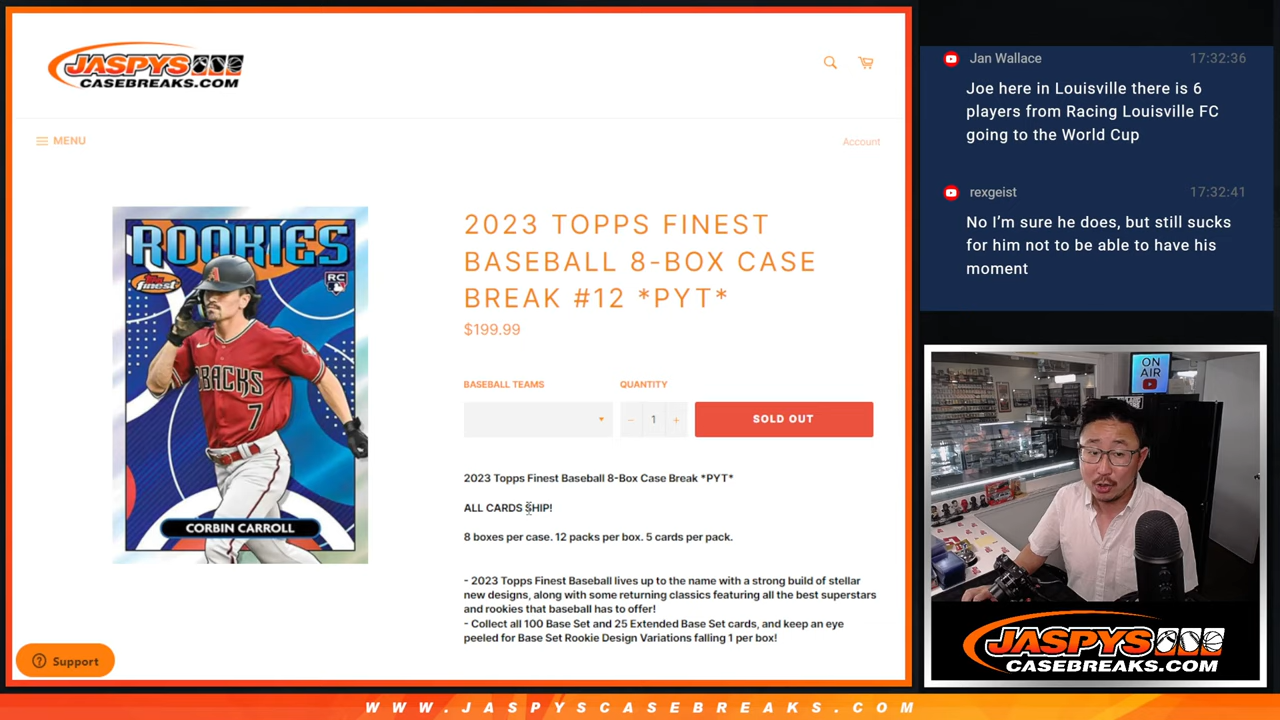 JASPYS
CASEBREAKS.COM
MENU
Account
ROOKIES
Topps
finest
RC
A
DBACKS
7
CORBIN CARROLL
2023 TOPPS FINEST
BASEBALL 8-BOX CASE
BREAK #12 *PYT*
$199.99
BASEBALL TEAMS
QUANTITY
− 1 +
SOLD OUT
2023 Topps Finest Baseball 8-Box Case Break *PYT*
ALL CARDS SHIP!
8 boxes per case. 12 packs per box. 5 cards per pack.
- 2023 Topps Finest Baseball lives up to the name with a strong build of stellar
new designs, along with some returning classics featuring all the best superstars
and rookies that baseball has to offer!
- Collect all 100 Base Set and 25 Extended Base Set cards, and keep an eye
peeled for Base Set Rookie Design Variations falling 1 per box!
Support
Jan Wallace 17:32:36
Joe here in Louisville there is 6
players from Racing Louisville FC
going to the World Cup
rexgeist 17:32:41
No I'm sure he does, but still sucks
for him not to be able to have his
moment
ON
AIR
JASPYS
CASEBREAKS.COM
WWW.JASPYSCASEBREAKS.COM